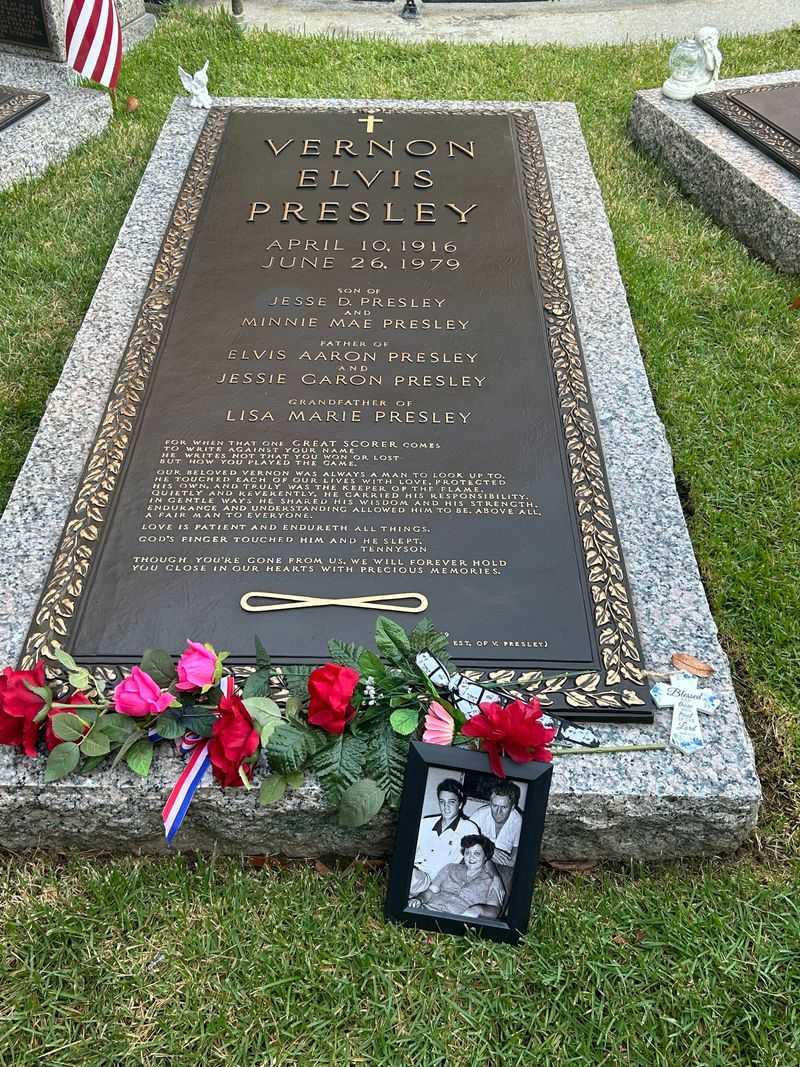 VERNON
ELVIS
PRESLEY
APRIL 10, 1916
JUNE 26, 1979
SON OF
JESSE D. PRESLEY
AND
MINNIE MAE PRESLEY
FATHER OF
ELVIS AARON PRESLEY
AND
JESSIE GARON PRESLEY
GRANDFATHER OF
LISA MARIE PRESLEY
FOR WHEN THAT ONE GREAT SCORER COMES
TO WRITE AGAINST YOUR NAME
HE WRITES NOT THAT YOU WON OR LOST
BUT HOW YOU PLAYED THE GAME.
OUR BELOVED VERNON WAS ALWAYS A MAN TO LOOK UP TO.
HE TOUCHED EACH OF OUR LIVES WITH LOVE, PROTECTED
HIS OWN, AND TRULY WAS THE KEEPER OF THE FLAME.
QUIETLY AND REVERENTLY, HE CARRIED HIS RESPONSIBILITY.
IN GENTLE WAYS HE SHARED HIS WISDOM AND HIS STRENGTH.
ENDURANCE AND UNDERSTANDING ALLOWED HIM TO BE, ABOVE ALL,
A FAIR MAN TO EVERYONE.
LOVE IS PATIENT AND ENDURETH ALL THINGS.
GOD'S FINGER TOUCHED HIM AND HE SLEPT.
TENNYSON
THOUGH YOU'RE GONE FROM US, WE WILL FOREVER HOLD
YOU CLOSE IN OUR HEARTS WITH PRECIOUS MEMORIES.
EST. OF V. PRESLEY)
Blessed